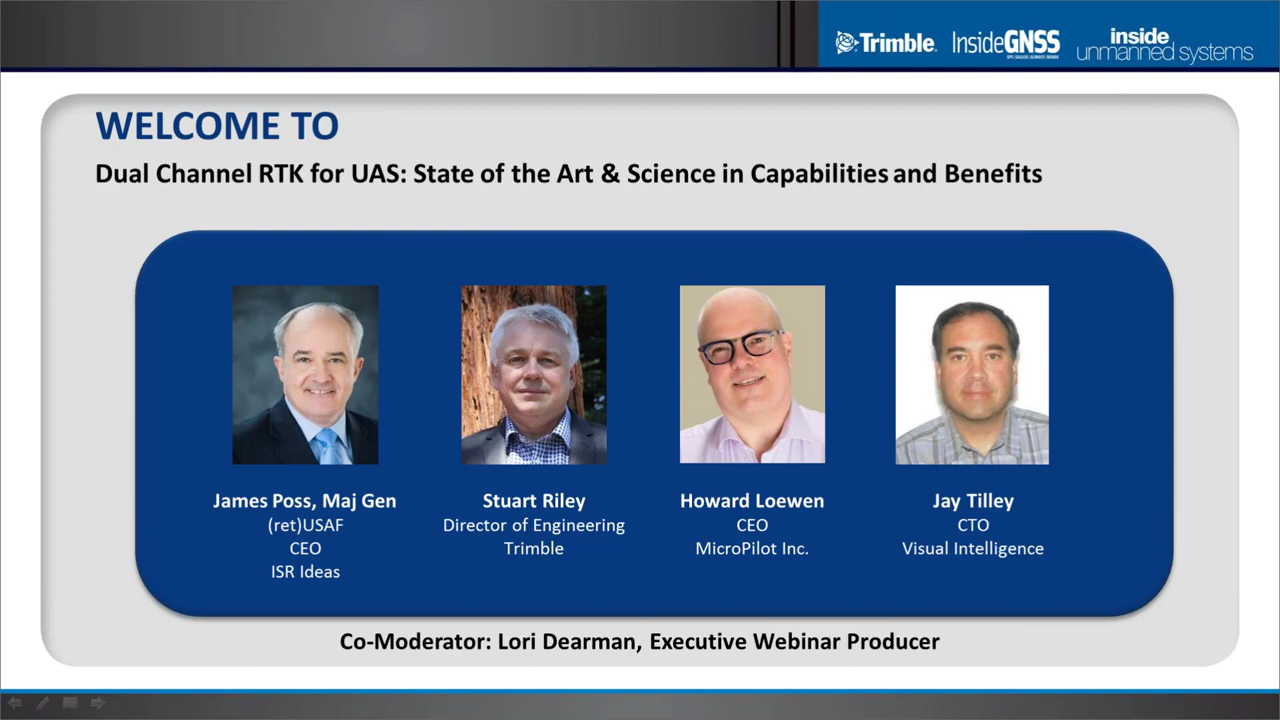 Trimble InsideGNSS inside
unmanned systems
WELCOME TO
Dual Channel RTK for UAS: State of the Art & Science in Capabilities and Benefits
James Poss, Maj Gen
(ret)USAF
CEO
ISR Ideas
Stuart Riley
Director of Engineering
Trimble
Howard Loewen
CEO
MicroPilot Inc.
Jay Tilley
CTO
Visual Intelligence
Co-Moderator: Lori Dearman, Executive Webinar Producer